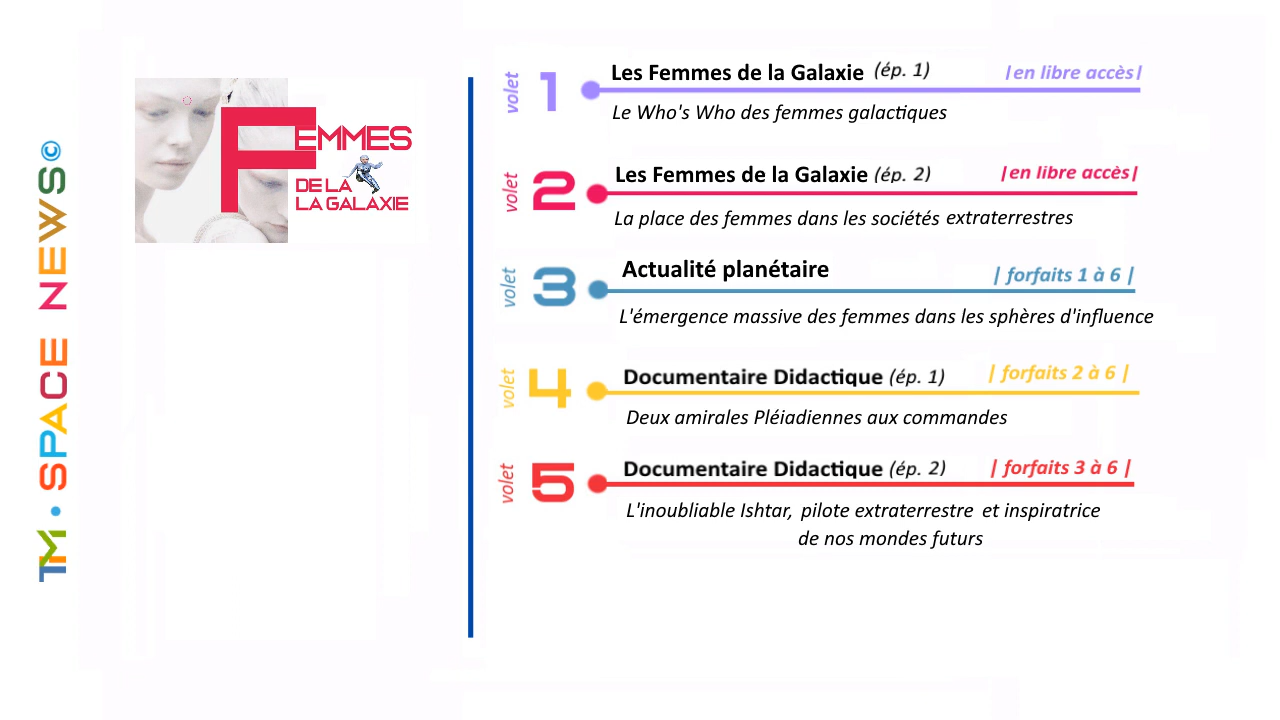 TM • SPACE NEWS©
FEMMES
DE LA
LA GALAXIE
volet 1 Les Femmes de la Galaxie (ép. 1) |en libre accès|
Le Who's Who des femmes galactiques
volet 2 Les Femmes de la Galaxie (ép. 2) |en libre accès|
La place des femmes dans les sociétés extraterrestres
volet 3 Actualité planétaire | forfaits 1 à 6 |
L'émergence massive des femmes dans les sphères d'influence
volet 4 Documentaire Didactique (ép. 1) | forfaits 2 à 6 |
Deux amirales Pléiadiennes aux commandes
volet 5 Documentaire Didactique (ép. 2) | forfaits 3 à 6 |
L'inoubliable Ishtar, pilote extraterrestre et inspiratrice
de nos mondes futurs